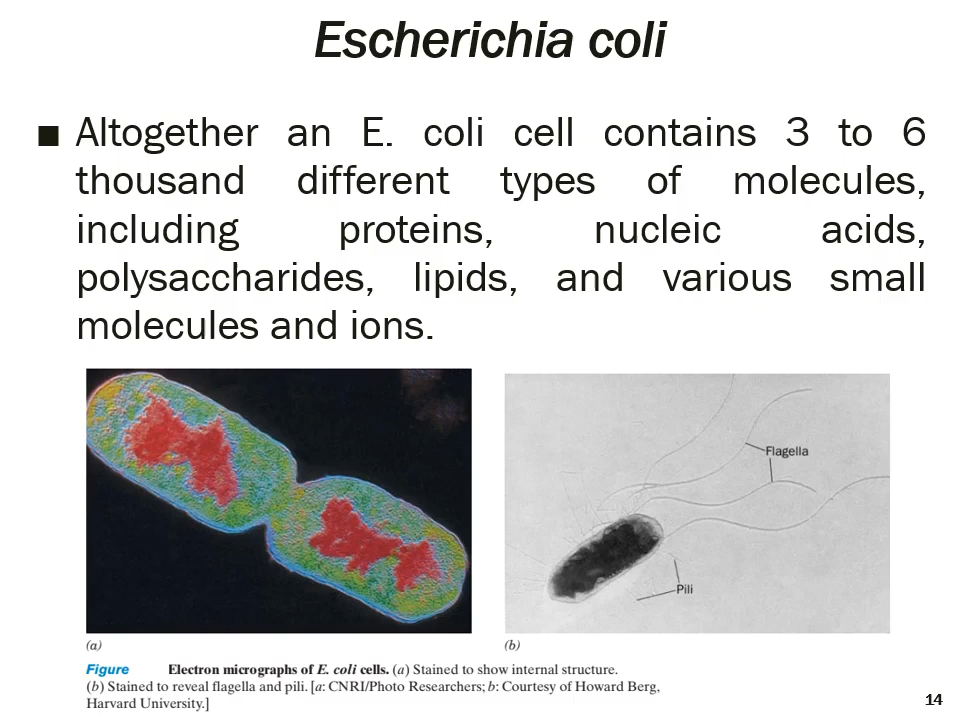 Escherichia coli
■ Altogether an E. coli cell contains 3 to 6
thousand different types of molecules,
including proteins, nucleic acids,
polysaccharides, lipids, and various small
molecules and ions.
Flagella
Pili
(a)
(b)
Figure Electron micrographs of E. coli cells. (a) Stained to show internal structure.
(b) Stained to reveal flagella and pili. [a: CNRI/Photo Researchers; b: Courtesy of Howard Berg,
Harvard University.]
14